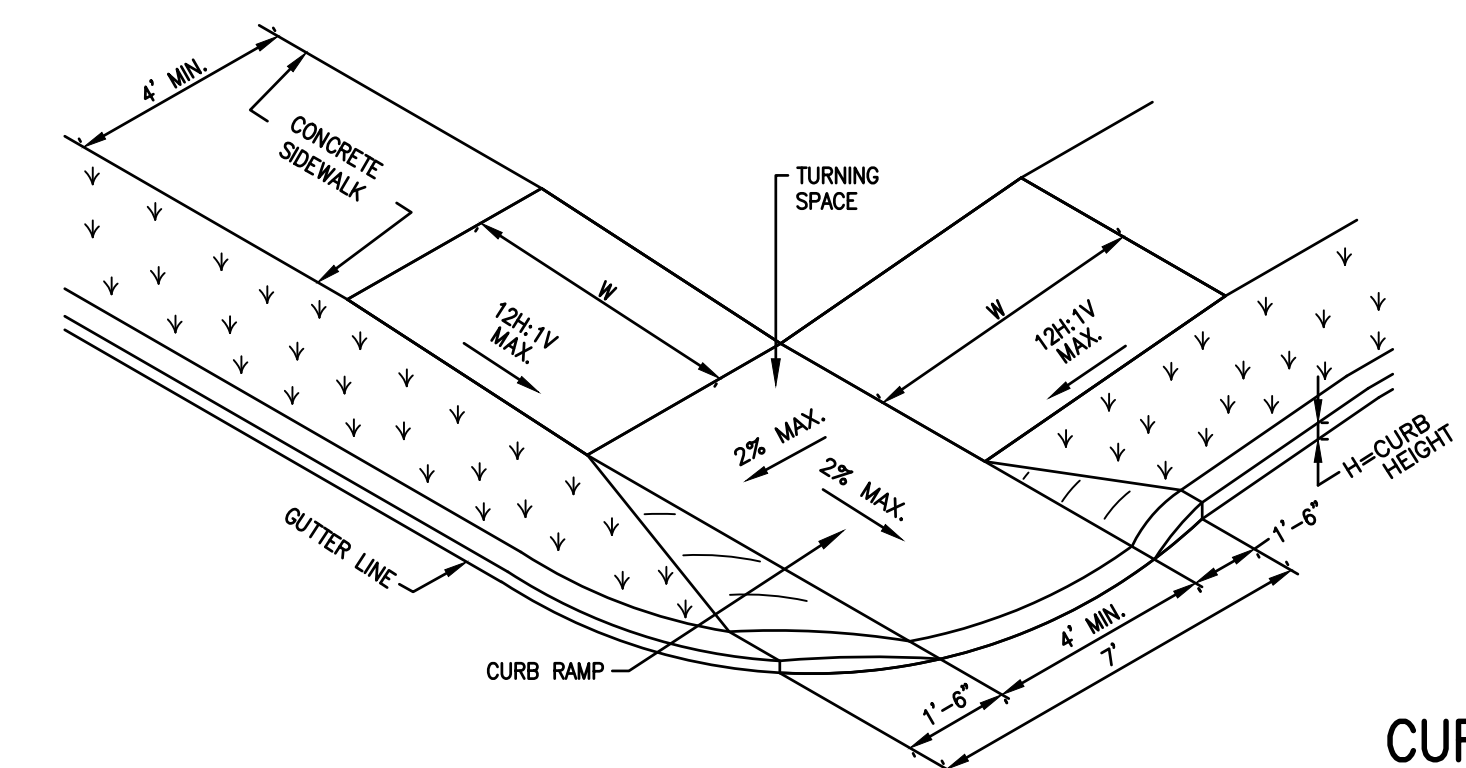 4' MIN.
CONCRETE
SIDEWALK
TURNING
SPACE
W
12H:1V
MAX.
W
12H:1V
MAX.
2% MAX.
2% MAX.
H=CURB
HEIGHT
GUTTER LINE
CURB RAMP
1'-6"
4' MIN.
7'
1'-6"